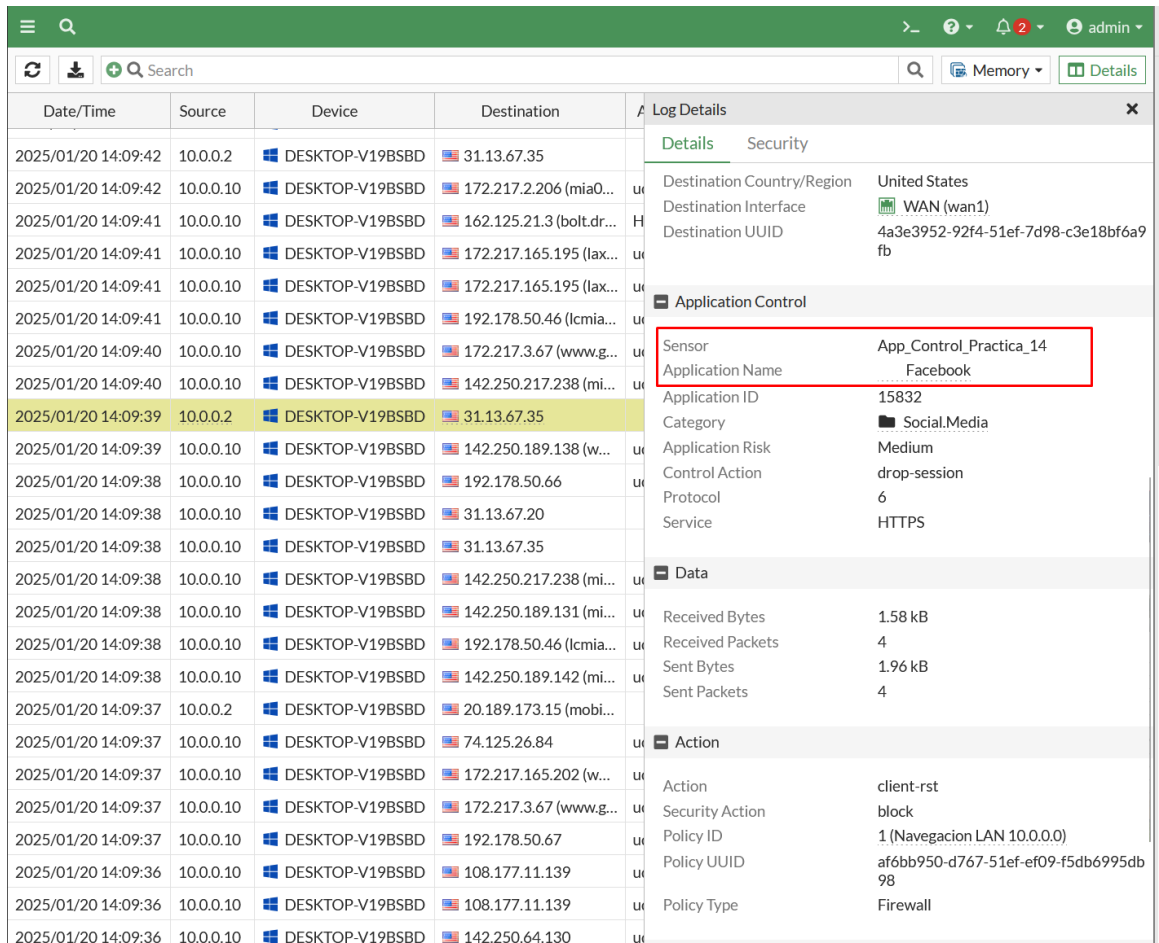 >_ 2 admin
Search Memory Details
Date/Time Source Device Destination
2025/01/20 14:09:42 10.0.0.2 DESKTOP-V19BSBD 31.13.67.35
2025/01/20 14:09:42 10.0.0.10 DESKTOP-V19BSBD 172.217.2.206 (mia0...
2025/01/20 14:09:41 10.0.0.10 DESKTOP-V19BSBD 162.125.21.3 (bolt.dr...
2025/01/20 14:09:41 10.0.0.10 DESKTOP-V19BSBD 172.217.165.195 (lax...
2025/01/20 14:09:41 10.0.0.10 DESKTOP-V19BSBD 172.217.165.195 (lax...
2025/01/20 14:09:41 10.0.0.10 DESKTOP-V19BSBD 192.178.50.46 (lcmia...
2025/01/20 14:09:40 10.0.0.10 DESKTOP-V19BSBD 172.217.3.67 (www.g...
2025/01/20 14:09:40 10.0.0.10 DESKTOP-V19BSBD 142.250.217.238 (mi...
2025/01/20 14:09:39 10.0.0.2 DESKTOP-V19BSBD 31.13.67.35
2025/01/20 14:09:39 10.0.0.10 DESKTOP-V19BSBD 142.250.189.138 (w...
2025/01/20 14:09:38 10.0.0.10 DESKTOP-V19BSBD 192.178.50.66
2025/01/20 14:09:38 10.0.0.10 DESKTOP-V19BSBD 31.13.67.20
2025/01/20 14:09:38 10.0.0.10 DESKTOP-V19BSBD 31.13.67.35
2025/01/20 14:09:38 10.0.0.10 DESKTOP-V19BSBD 142.250.217.238 (mi...
2025/01/20 14:09:38 10.0.0.10 DESKTOP-V19BSBD 142.250.189.131 (mi...
2025/01/20 14:09:38 10.0.0.10 DESKTOP-V19BSBD 192.178.50.46 (lcmia...
2025/01/20 14:09:38 10.0.0.10 DESKTOP-V19BSBD 142.250.189.142 (mi...
2025/01/20 14:09:37 10.0.0.2 DESKTOP-V19BSBD 20.189.173.15 (mobi...
2025/01/20 14:09:37 10.0.0.10 DESKTOP-V19BSBD 74.125.26.84
2025/01/20 14:09:37 10.0.0.10 DESKTOP-V19BSBD 172.217.165.202 (w...
2025/01/20 14:09:37 10.0.0.10 DESKTOP-V19BSBD 172.217.3.67 (www.g...
2025/01/20 14:09:37 10.0.0.10 DESKTOP-V19BSBD 192.178.50.67
2025/01/20 14:09:36 10.0.0.10 DESKTOP-V19BSBD 108.177.11.139
2025/01/20 14:09:36 10.0.0.10 DESKTOP-V19BSBD 108.177.11.139
2025/01/20 14:09:36 10.0.0.10 DESKTOP-V19BSBD 142.250.64.130
Log Details
Details Security
Destination Country/Region United States
Destination Interface WAN (wan1)
Destination UUID 4a3e3952-92f4-51ef-7d98-c3e18bf6a9
fb
Application Control
Sensor App_Control_Practica_14
Application Name Facebook
Application ID 15832
Category Social.Media
Application Risk Medium
Control Action drop-session
Protocol 6
Service HTTPS
Data
Received Bytes 1.58 kB
Received Packets 4
Sent Bytes 1.96 kB
Sent Packets 4
Action
Action client-rst
Security Action block
Policy ID 1 (Navegacion LAN 10.0.0.0)
Policy UUID af6bb950-d767-51ef-ef09-f5db6995db
98
Policy Type Firewall